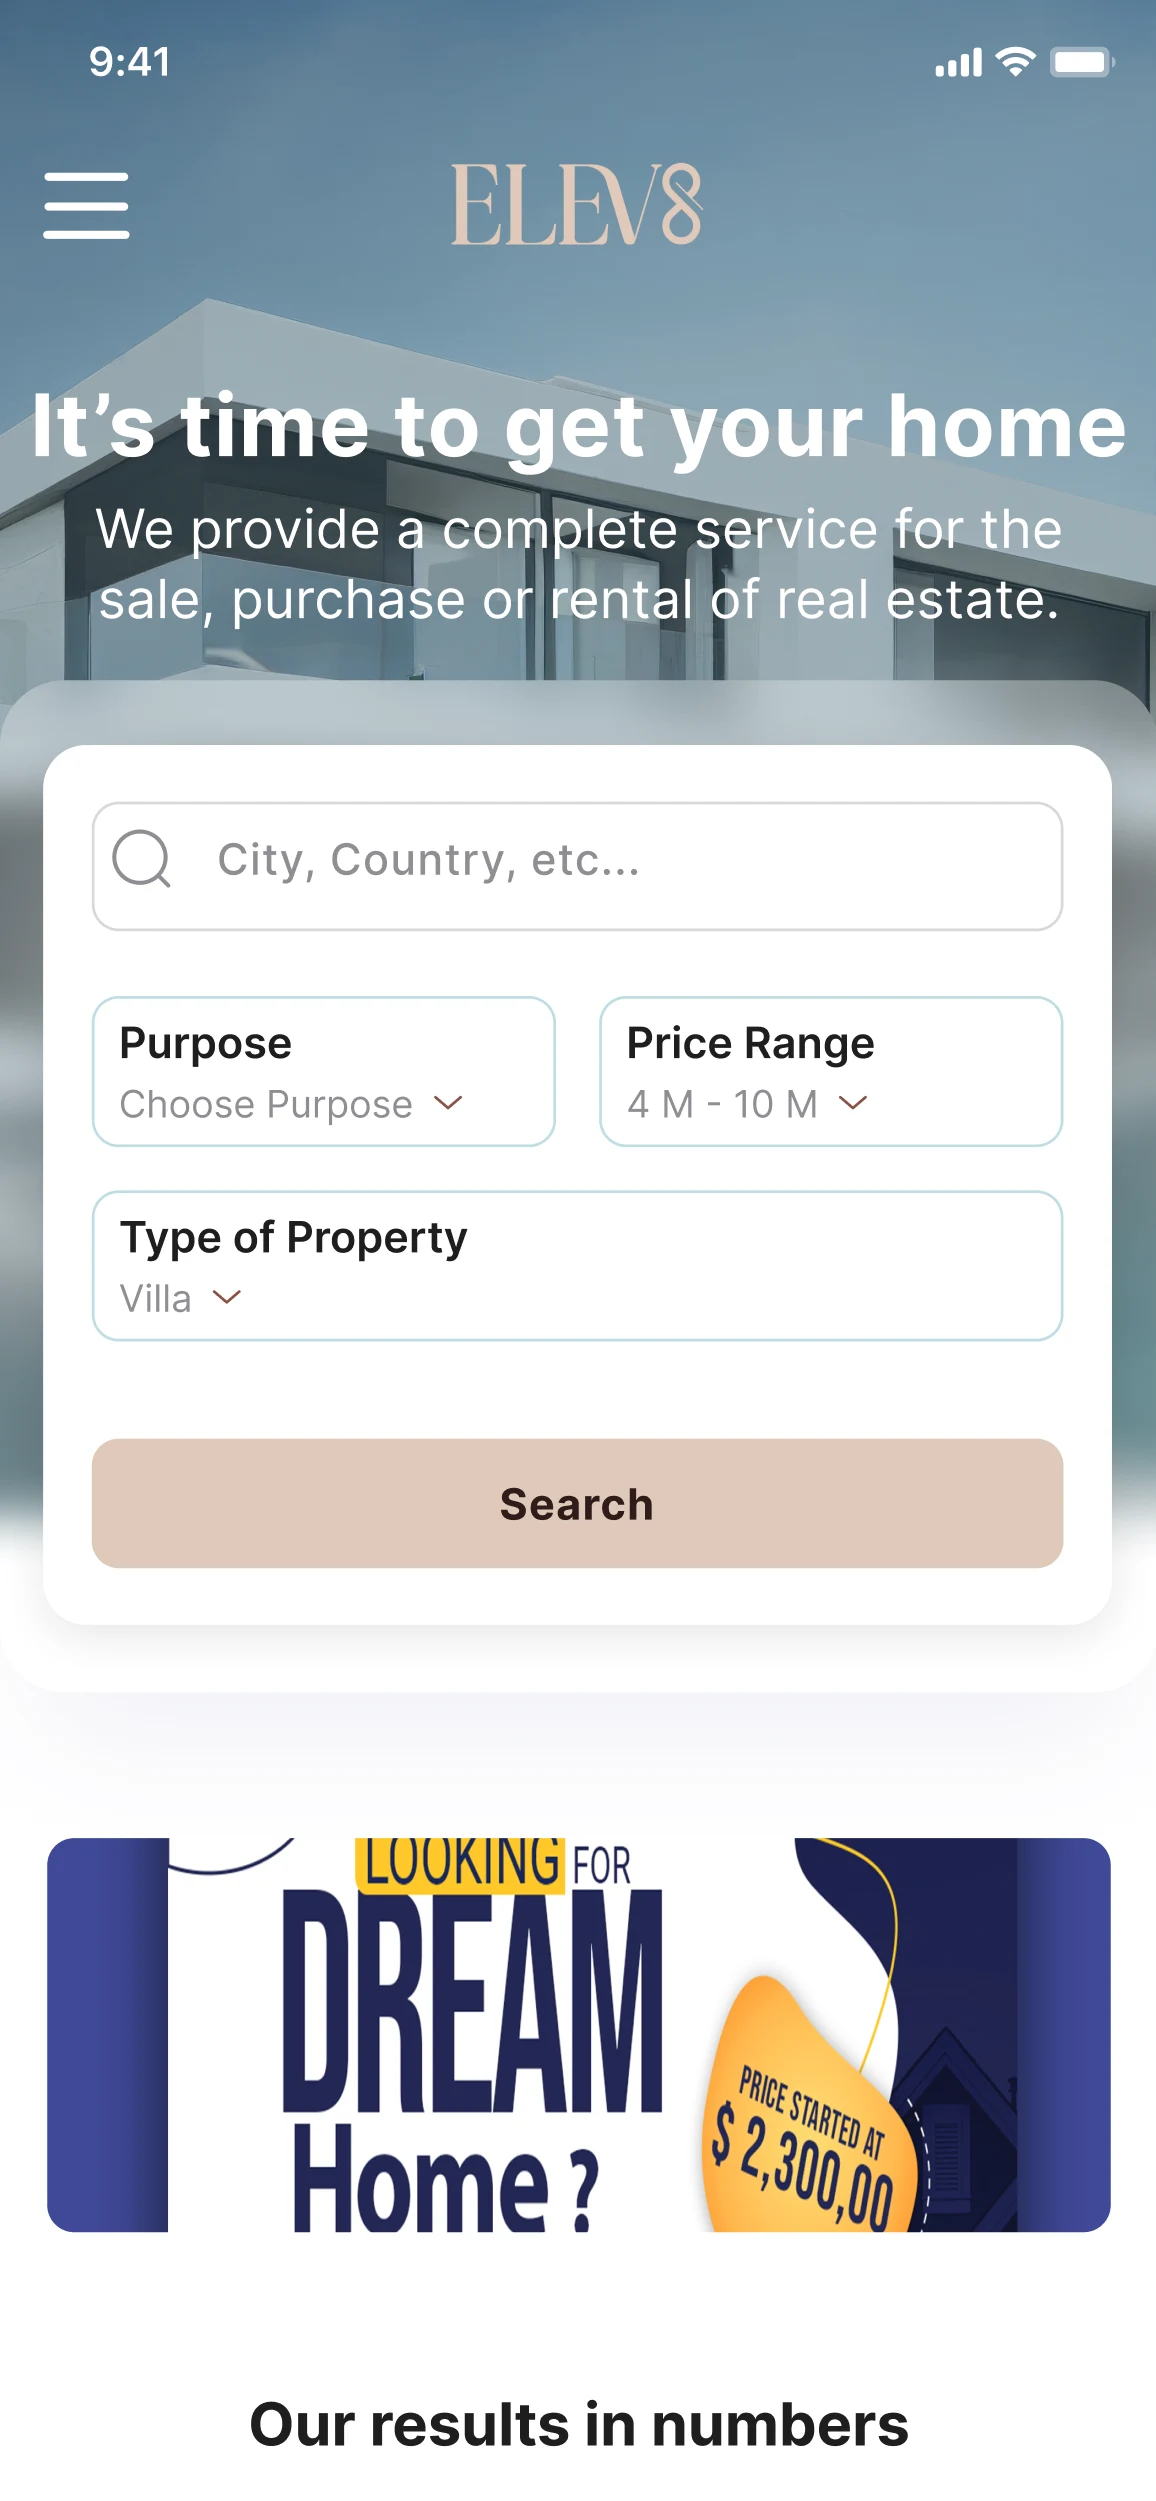 9:41
ELEV8
It's time to get your home
We provide a complete service for the
sale, purchase or rental of real estate.
City, Country, etc...
Purpose
Choose Purpose
Price Range
4 M - 10 M
Type of Property
Villa
Search
LOOKING FOR
DREAM
Home ?
PRICE STARTED AT
$ 2,300,00
Our results in numbers